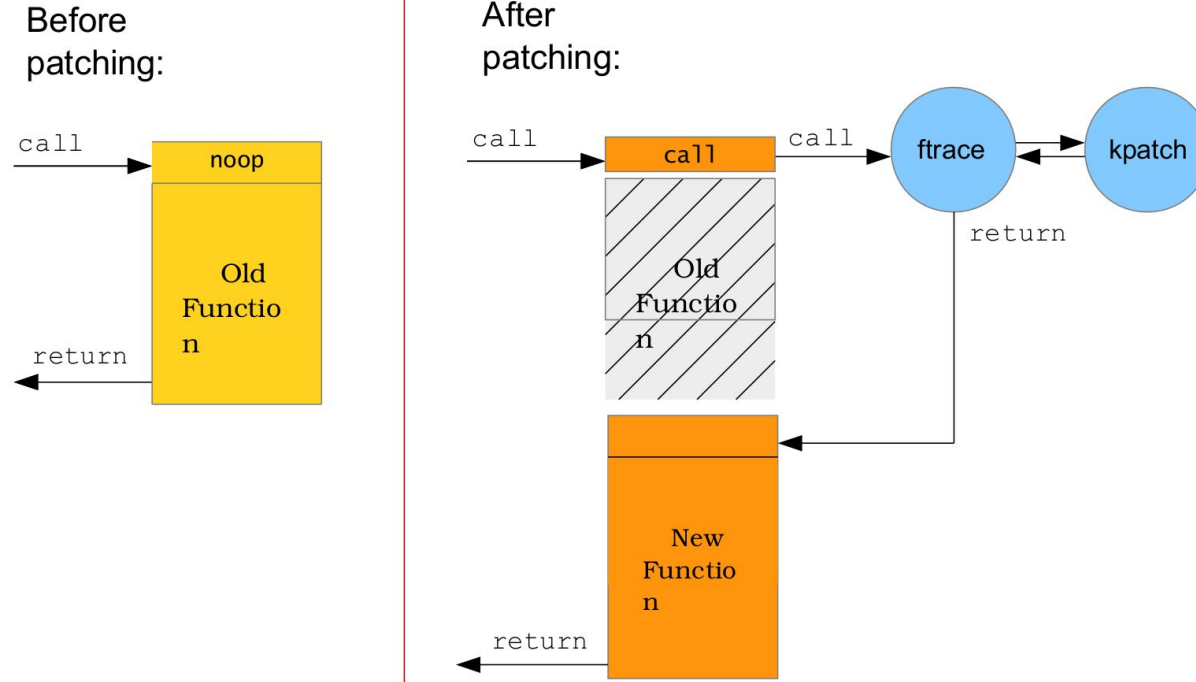 Before
patching:
call
noop
Old
Functio
n
return
After
patching:
call
call
call
ftrace
kpatch
return
Old
Functio
n
New
Functio
n
return